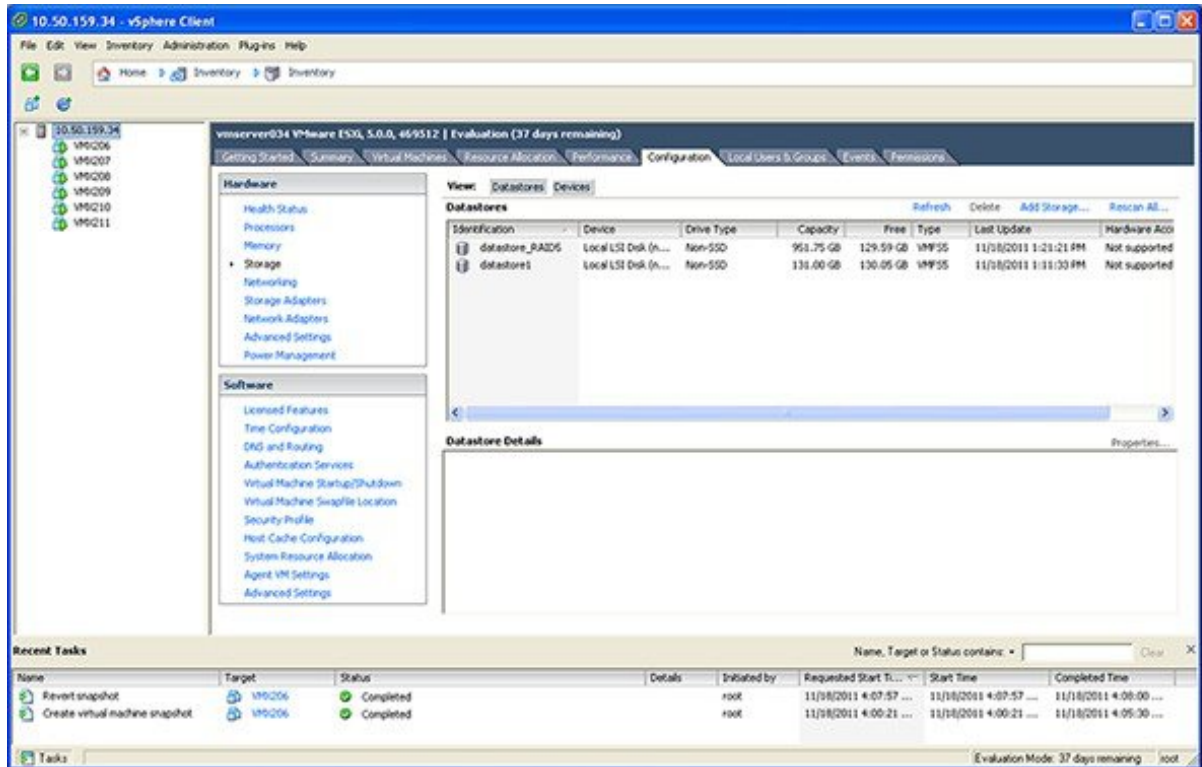 10.50.159.34 - vSphere Client
File Edit View Inventory Administration Plug-ins Help
Home Inventory Inventory
10.50.159.34
VMX206
VMX207
VMX208
VMX209
VMX210
VMX211
vmserver034 VMware ESXi, 5.0.0, 469512 | Evaluation (37 days remaining)
Getting Started Summary Virtual Machines Resource Allocation Performance Configuration Local Users & Groups Events Permissions
Hardware
Health Status
Processors
Memory
Storage
Networking
Storage Adapters
Network Adapters
Advanced Settings
Power Management
Software
Licensed Features
Time Configuration
DNS and Routing
Authentication Services
Virtual Machine Startup/Shutdown
Virtual Machine Swapfile Location
Security Profile
Host Cache Configuration
System Resource Allocation
Agent VM Settings
Advanced Settings
View: Datastores Devices
Datastores Refresh Delete Add Storage... Rescan All...
Identification Device Drive Type Capacity Free Type Last Update Hardware Acc
datastore_RAID5 Local LSI Disk (n... Non-SSD 951.75 GB 129.59 GB VMFS5 11/18/2011 1:21:21 PM Not supported
datastore1 Local LSI Disk (n... Non-SSD 131.00 GB 130.05 GB VMFS5 11/18/2011 1:11:33 PM Not supported
Datastore Details Properties...
Recent Tasks Name, Target or Status contains: Clear
Name Target Status Details Initiated by Requested Start Ti... Start Time Completed Time
Revert snapshot VMX206 Completed root 11/18/2011 4:07:57 ... 11/18/2011 4:07:57 ... 11/18/2011 4:08:00 ...
Create virtual machine snapshot VMX206 Completed root 11/18/2011 4:00:21 ... 11/18/2011 4:00:21 ... 11/18/2011 4:05:30 ...
Tasks Evaluation Mode: 37 days remaining root